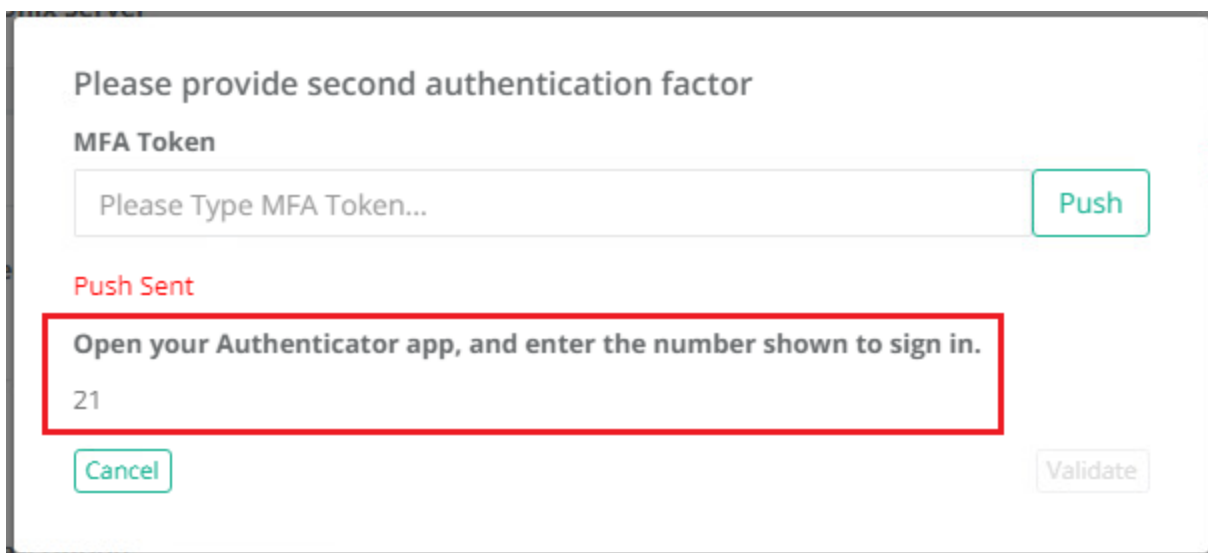 Please provide second authentication factor
MFA Token
Please Type MFA Token...
Push
Push Sent
Open your Authenticator app, and enter the number shown to sign in.
21
Cancel
Validate